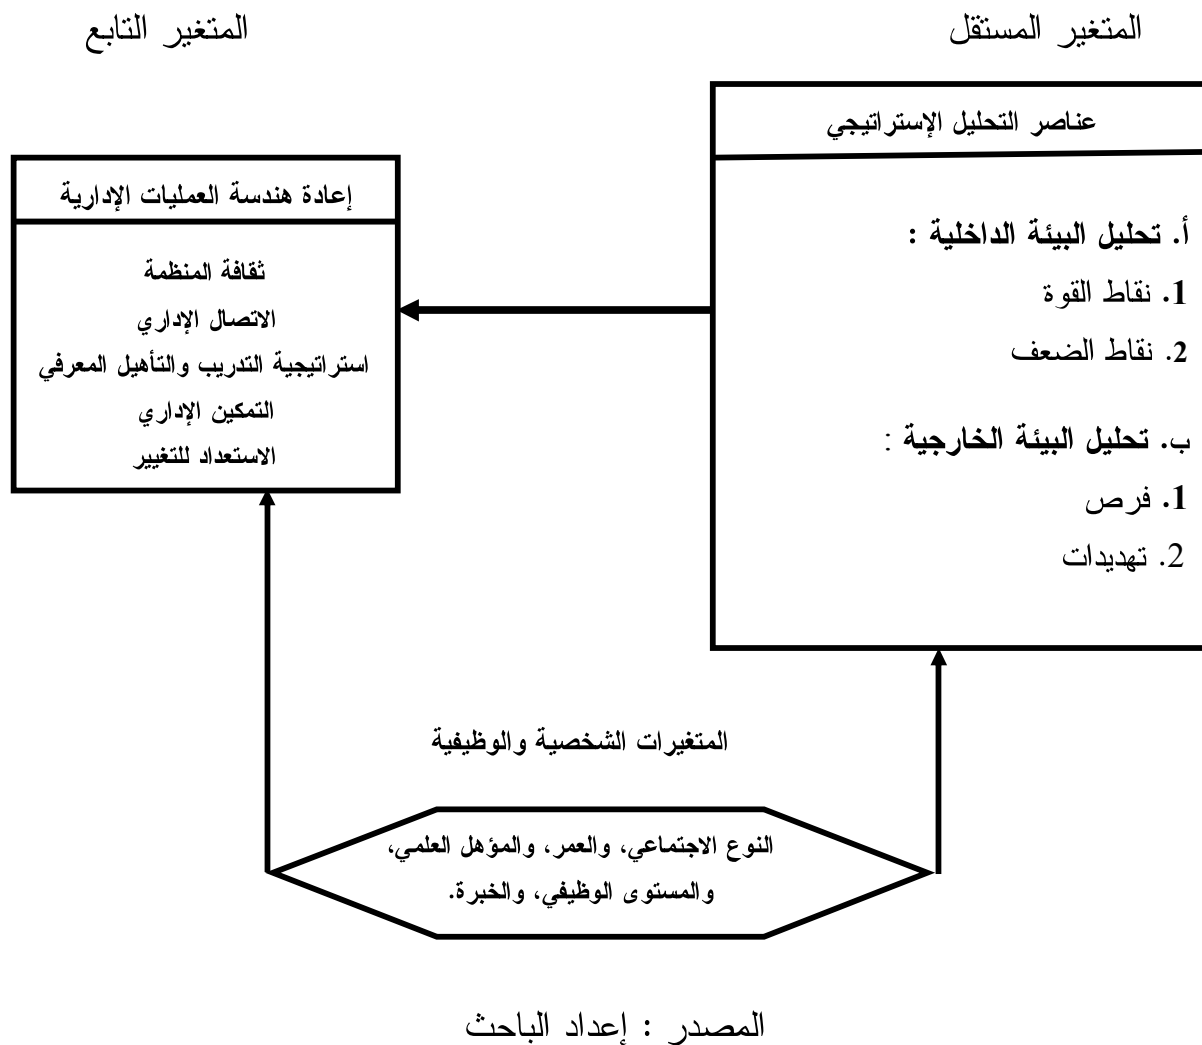 المتغير المستقل
المتغير التابع
عناصر التحليل الإستراتيجي
أ. تحليل البيئة الداخلية :
1. نقاط القوة
2. نقاط الضعف
ب. تحليل البيئة الخارجية :
1. فرص
2. تهديدات
إعادة هندسة العمليات الإدارية
ثقافة المنظمة
الاتصال الإداري
استراتيجية التدريب والتأهيل المعرفي
التمكين الإداري
الاستعداد للتغيير
المتغيرات الشخصية والوظيفية
النوع الاجتماعي، والعمر، والمؤهل العلمي،
والمستوى الوظيفي، والخبرة.
المصدر : إعداد الباحث